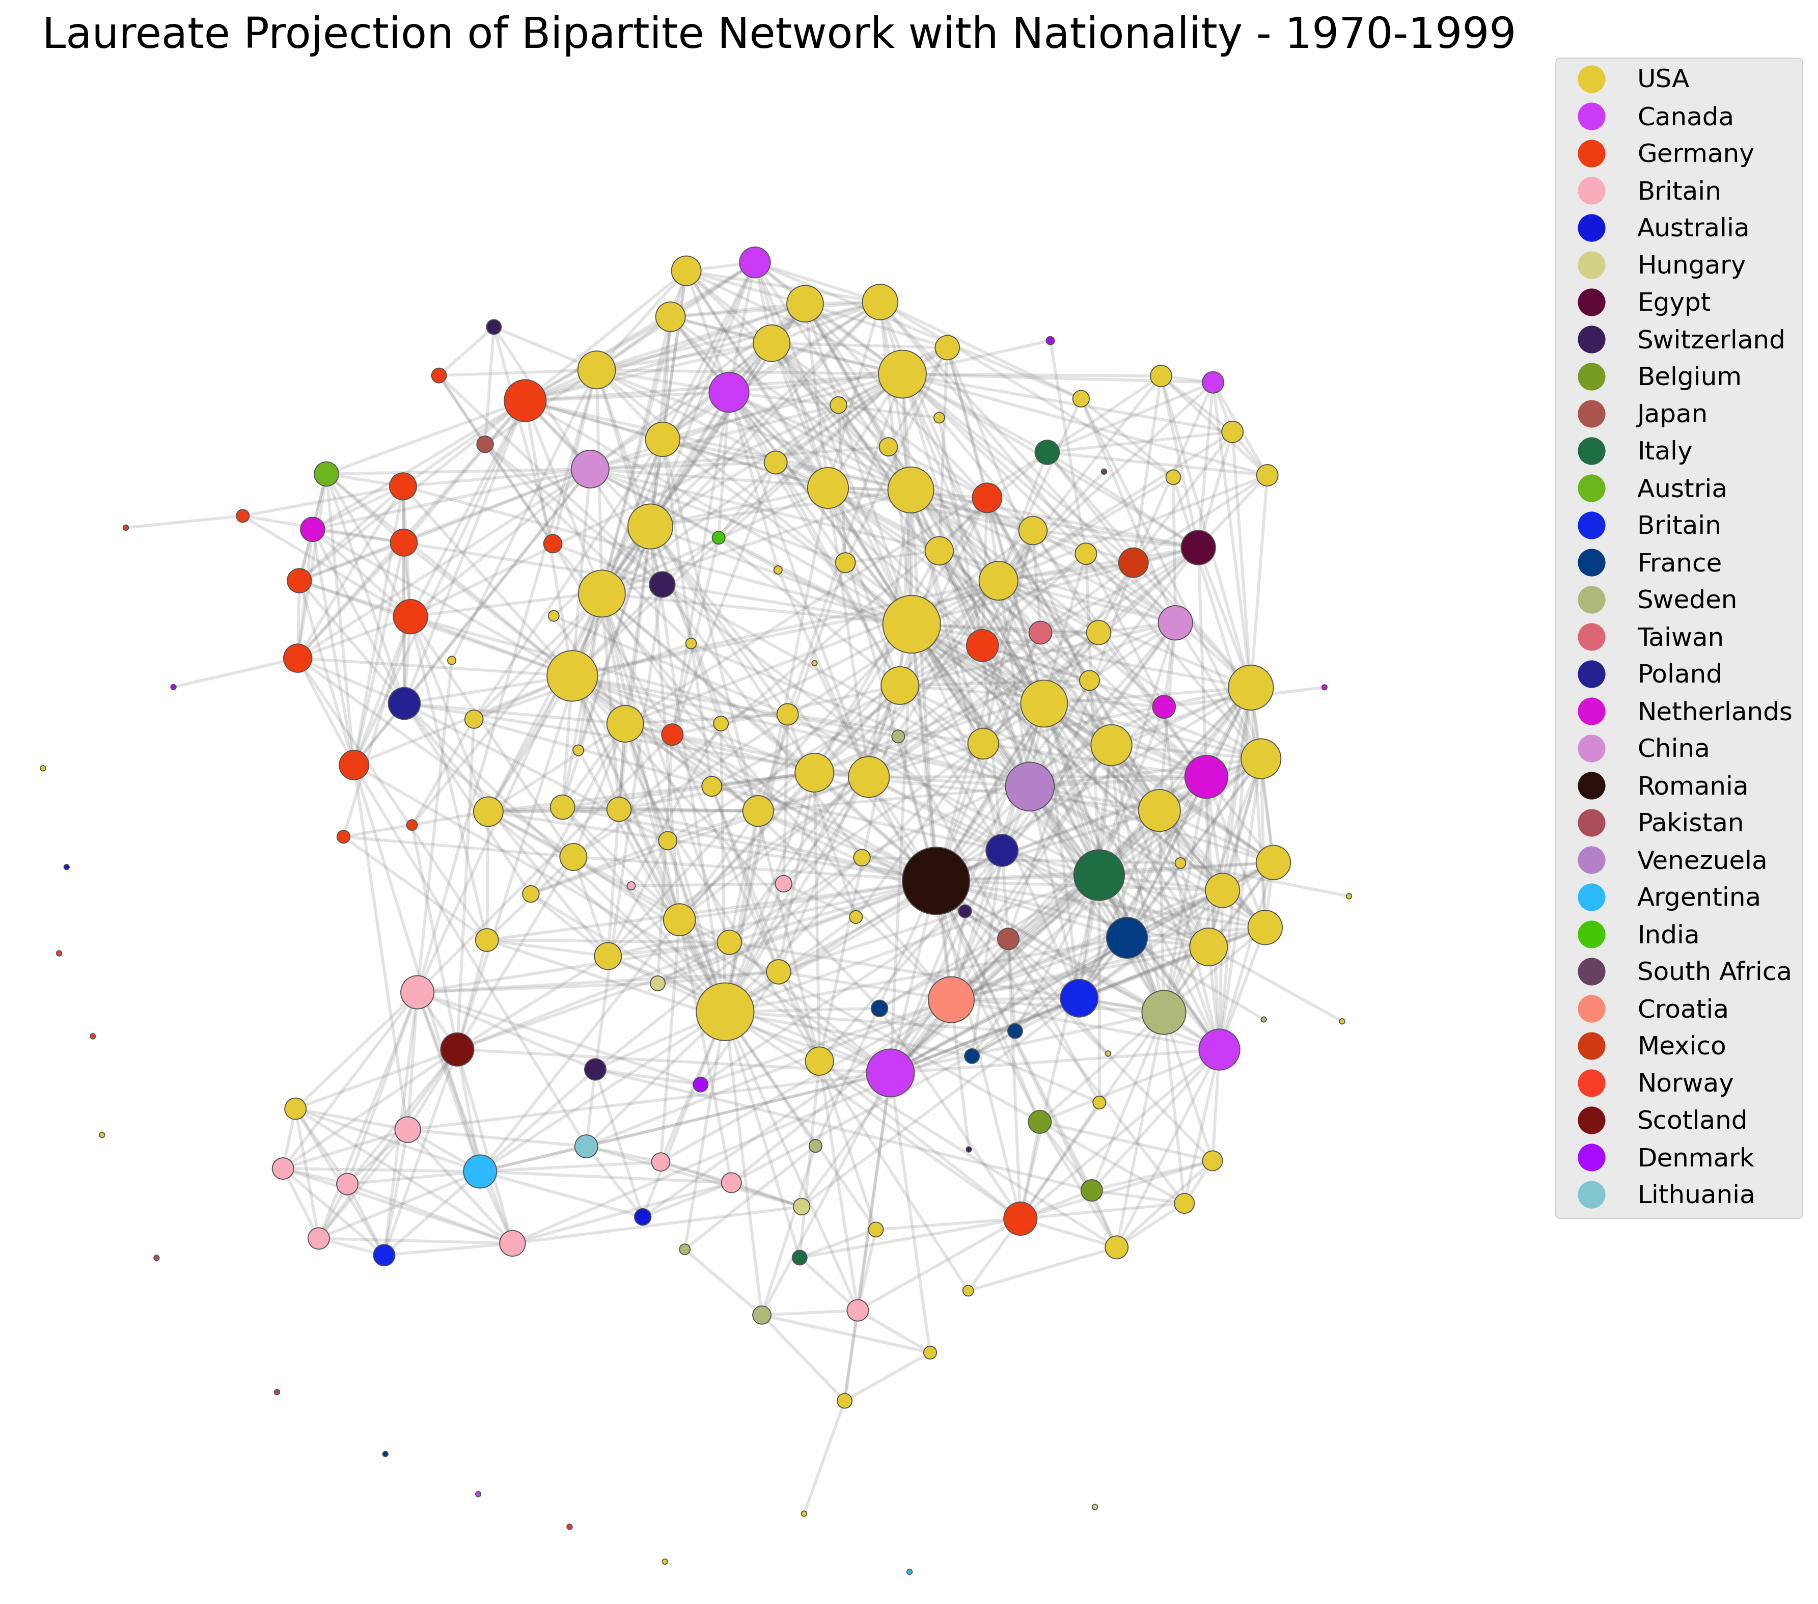 Laureate Projection of Bipartite Network with Nationality - 1970-1999
USA
Canada
Germany
Britain
Australia
Hungary
Egypt
Switzerland
Belgium
Japan
Italy
Austria
Britain
France
Sweden
Taiwan
Poland
Netherlands
China
Romania
Pakistan
Venezuela
Argentina
India
South Africa
Croatia
Mexico
Norway
Scotland
Denmark
Lithuania